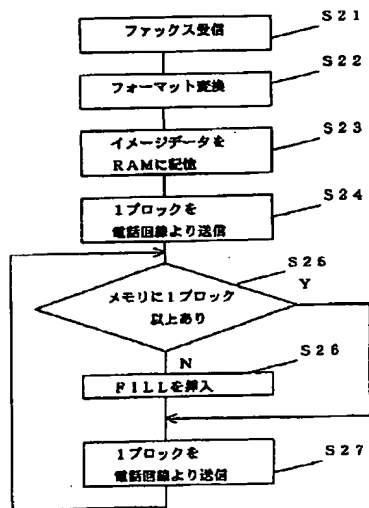 ファックス受信
S21
フォーマット変換
S22
イメージデータを
RAMに記憶
S23
1ブロックを
電話回線より送信
S24
メモリに1ブロック
以上あり
S25
Y
N
FILLを挿入
S26
1ブロックを
電話回線より送信
S27